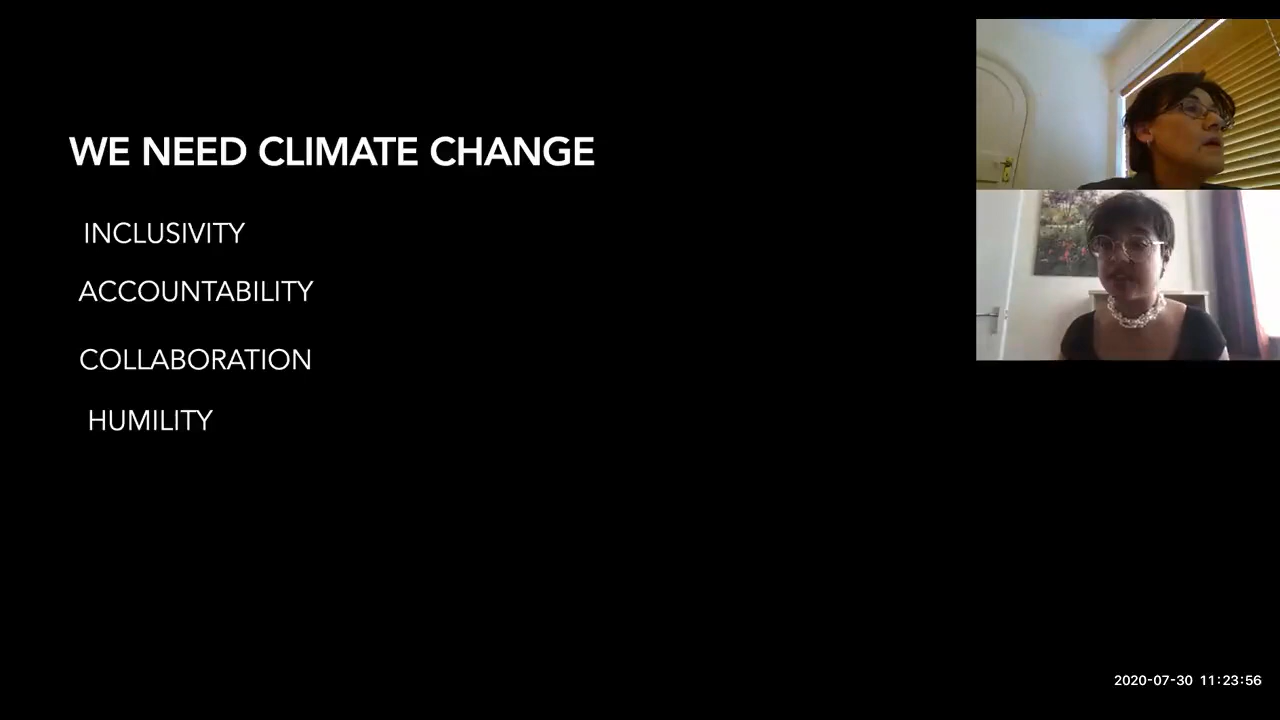 WE NEED CLIMATE CHANGE
INCLUSIVITY
ACCOUNTABILITY
COLLABORATION
HUMILITY
2020-07-30 11:23:56